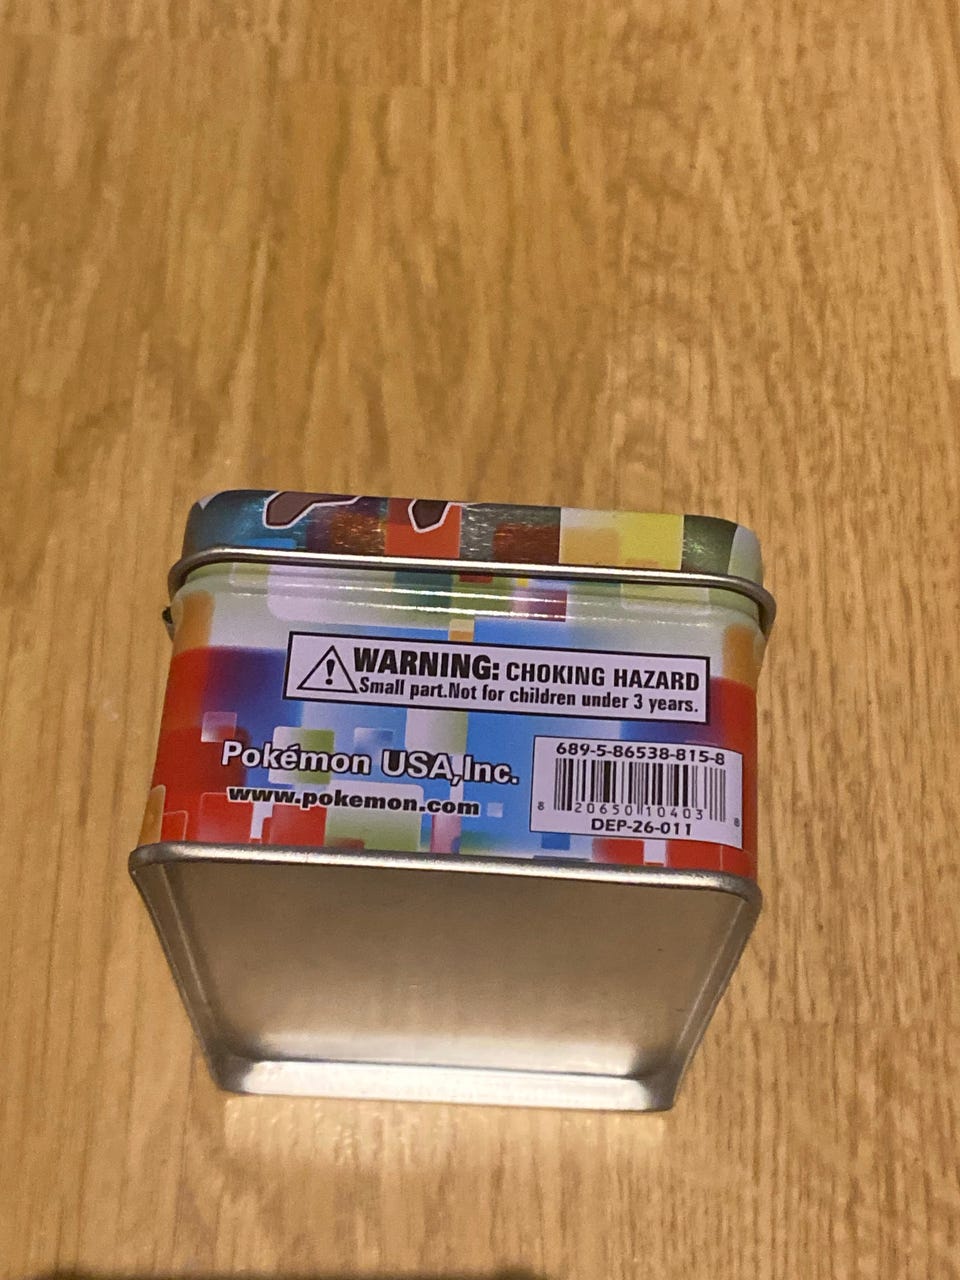 WARNING: CHOKING HAZARD
Small part.Not for children under 3 years.
Pokémon USA,Inc.
www.pokemon.com
689-5-86538-815-8
8 20650 10403 8
DEP-26-011